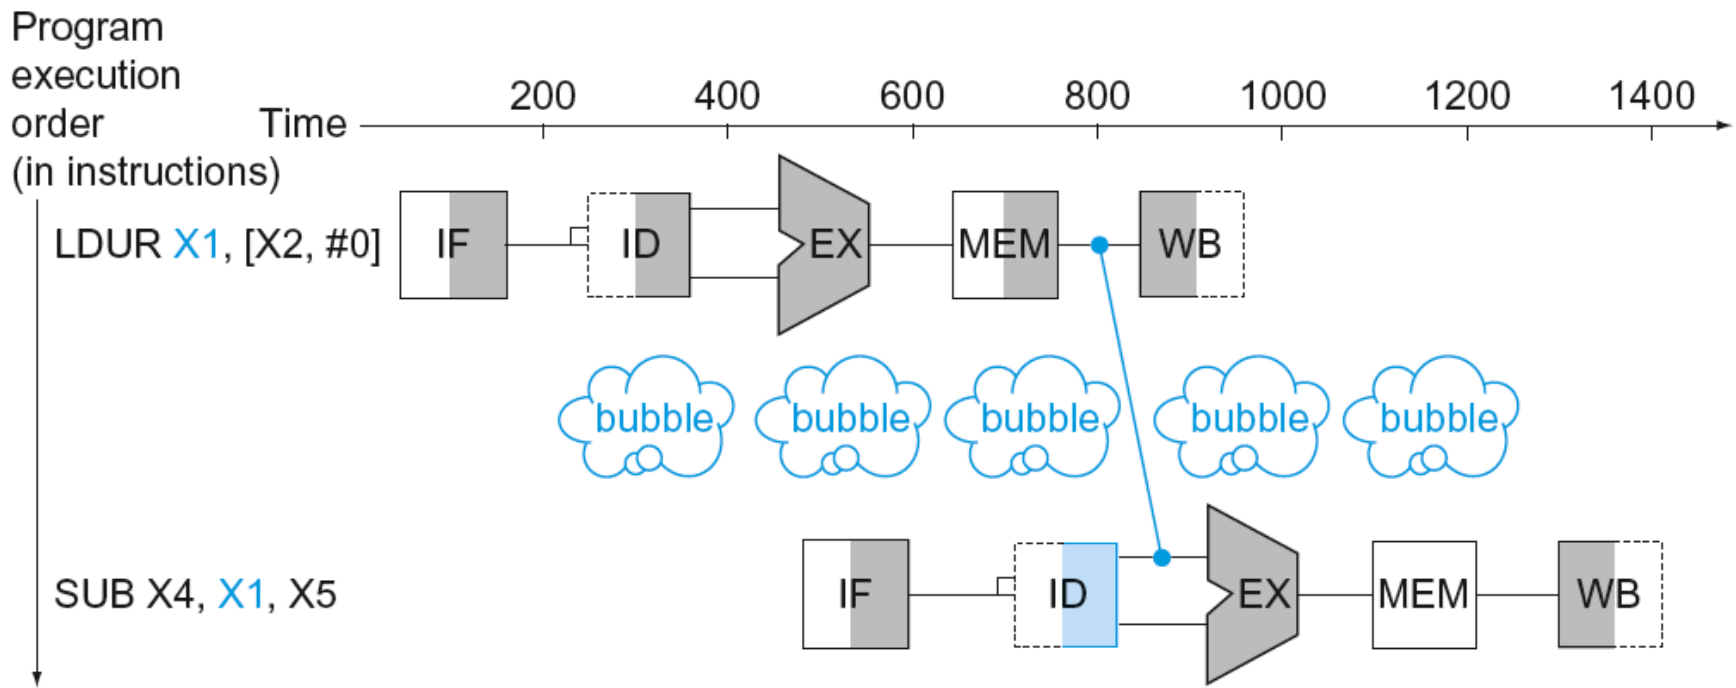 Program
execution
order
(in instructions)
Time
200 400 600 800 1000 1200 1400
LDUR X1, [X2, #0]
IF ID EX MEM WB
bubble bubble bubble bubble bubble
SUB X4, X1, X5
IF ID EX MEM WB